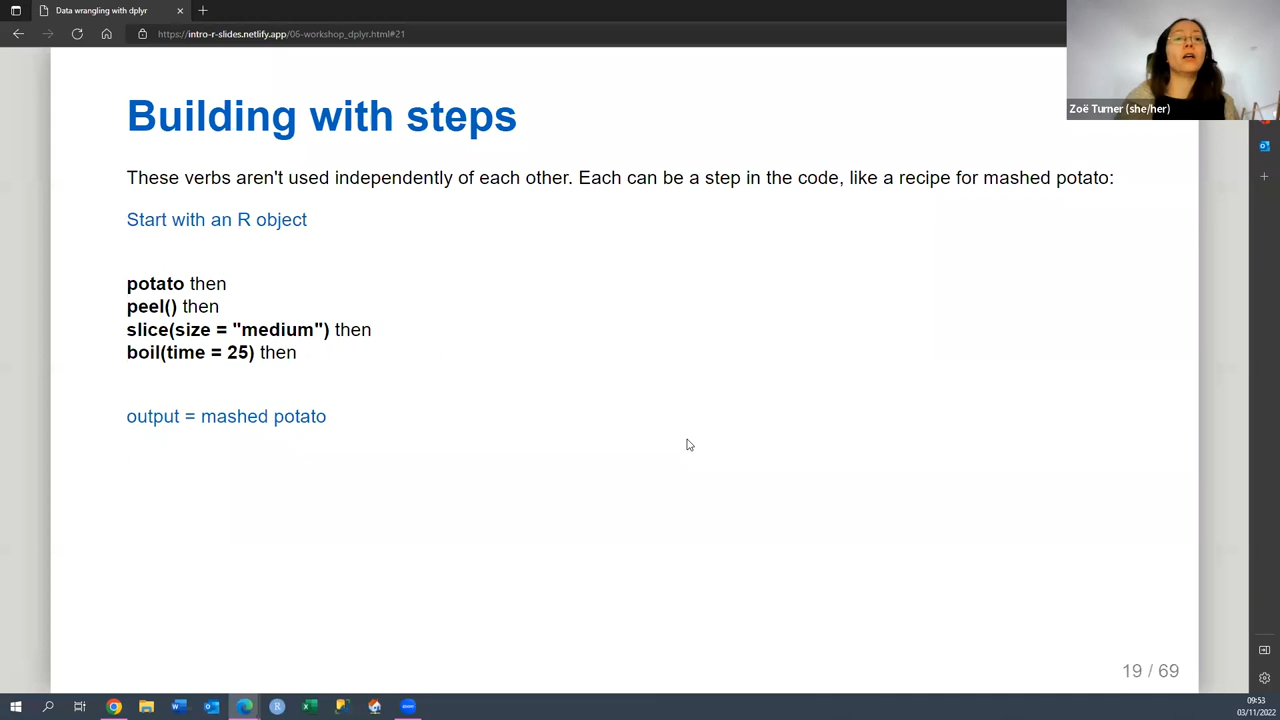 Data wrangling with dplyr
https://intro-r-slides.netlify.app/06-workshop_dplyr.html#21
Zoë Turner (she/her)
Building with steps
These verbs aren't used independently of each other. Each can be a step in the code, like a recipe for mashed potato:
Start with an R object
potato then
peel() then
slice(size = "medium") then
boil(time = 25) then
output = mashed potato
19 / 69
09:53
03/11/2022